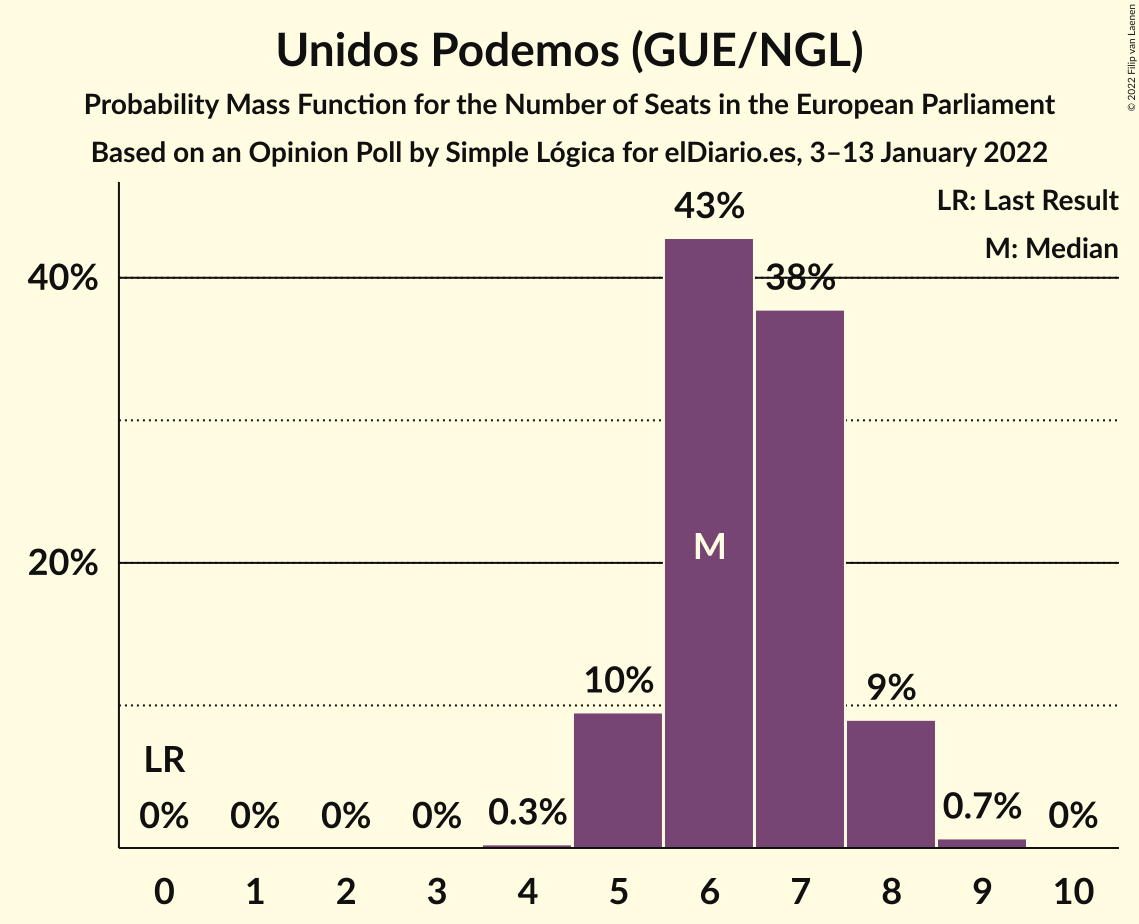 Unidos Podemos (GUE/NGL)
Probability Mass Function for the Number of Seats in the European Parliament
Based on an Opinion Poll by Simple Lógica for elDiario.es, 3–13 January 2022
© 2022 Filip van Laenen
LR: Last Result
M: Median
43%
40%
38%
M
20%
10%
9%
LR
0%
0%
0%
0%
0.3%
0.7%
0%
0 1 2 3 4 5 6 7 8 9 10